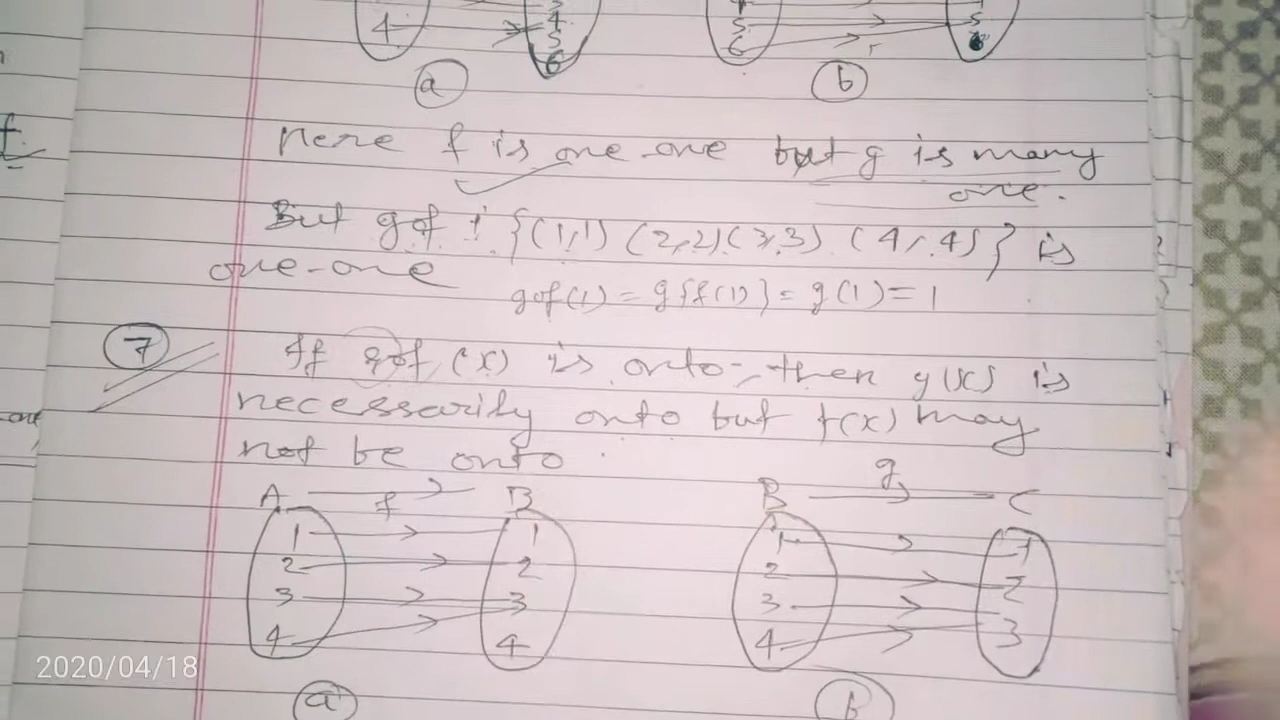 4
4
5
6
5
6
5
a
b
Here f is one-one but g is many
one.
But gof : {(1,1) (2,2)(3,3) (4,4)} is
one-one
gof(1) = g{f(1)} = g(1) = 1
7
If gof (x) is onto, then g(x) is
necessarily onto but f(x) may
not be onto.
A f B
B g C
1 1
1 1
2 2
2 2
3 3
3 3
4 4
4
2020/04/18
a
b